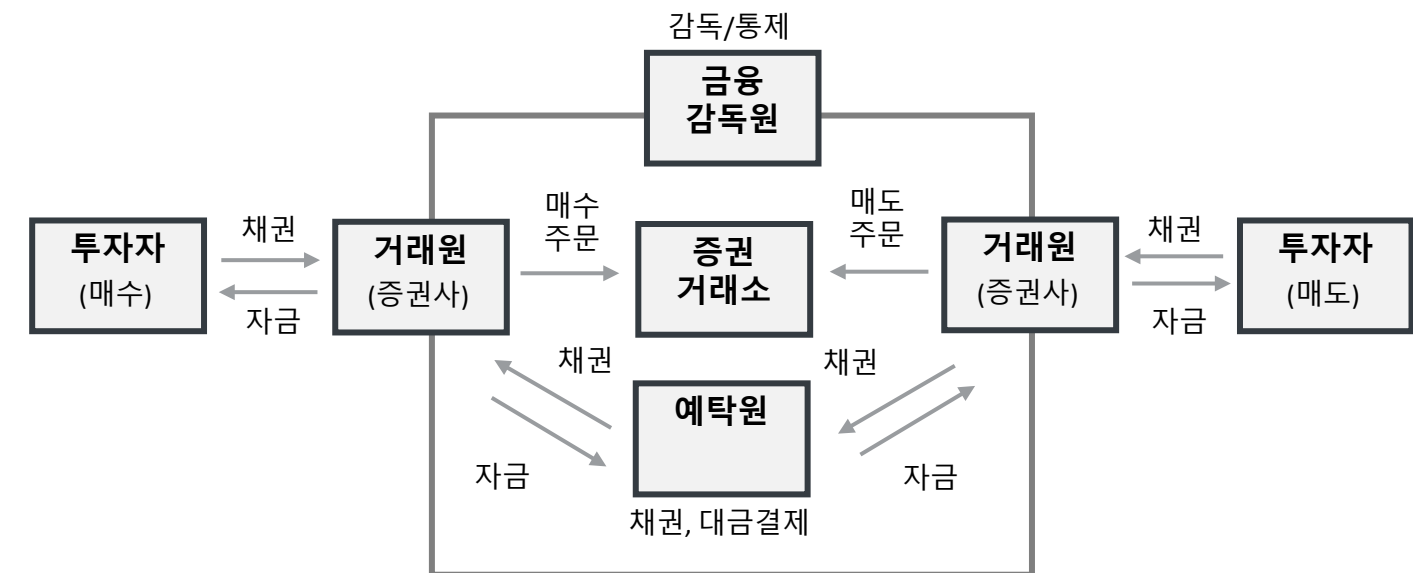 감독/통제
금융
감독원
투자자
(매수)
채권
자금
거래원
(증권사)
매수
주문
증권
거래소
매도
주문
거래원
(증권사)
채권
자금
투자자
(매도)
채권
자금
예탁원
채권
자금
채권, 대금결제